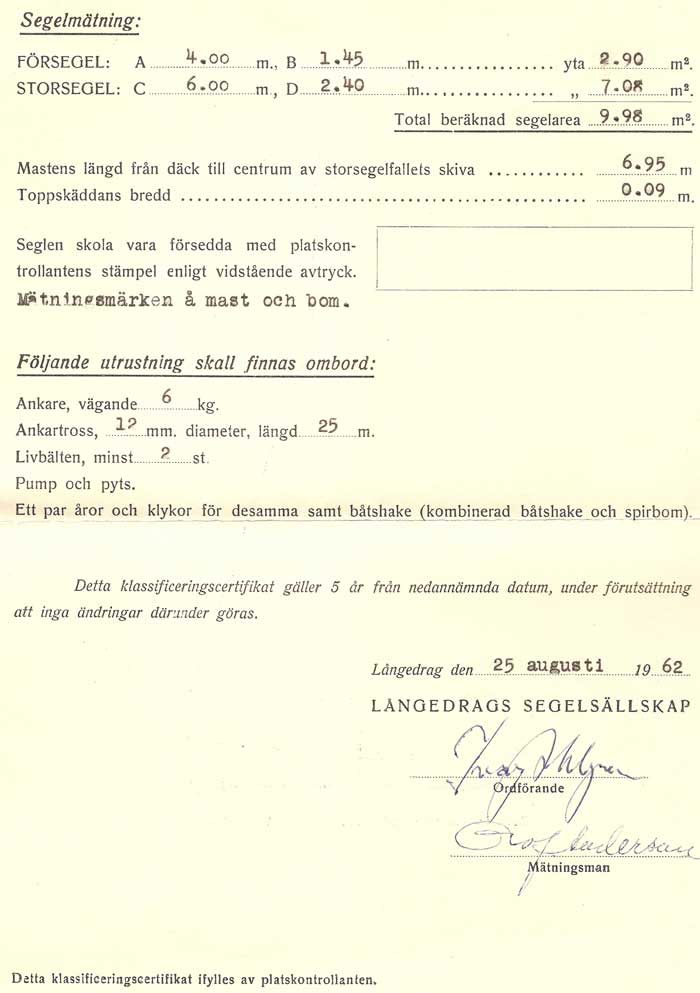 Segelmätning:
FÖRSEGEL: A 4.00 m., B 1.45 m. yta 2.90 m².
STORSEGEL: C 6.00 m, D 2.40 m. „ 7.08 m².
Total beräknad segelarea 9.98 m².
Mastens längd från däck till centrum av storsegelfallets skiva 6.95 m
Toppskäddans bredd 0.09 m.
Seglen skola vara försedda med platskon-
trollantens stämpel enligt vidstående avtryck.
Mätningsmärken å mast och bom.
Följande utrustning skall finnas ombord:
Ankare, vägande 6 kg.
Ankartross, 12 mm. diameter, längd 25 m.
Livbälten, minst 2 st.
Pump och pyts.
Ett par åror och klykor för desamma samt båtshake (kombinerad båtshake och spirbom).
Detta klassificeringscertifikat gäller 5 år från nedannämnda datum, under förutsättning
att inga ändringar därunder göras.
Långedrag den 25 augusti 1962
LÅNGEDRAGS SEGELSÄLLSKAP
Ahlgren
Ordförande
Olof Anderson
Mätningsman
Detta klassificeringscertifikat ifylles av platskontrollanten.